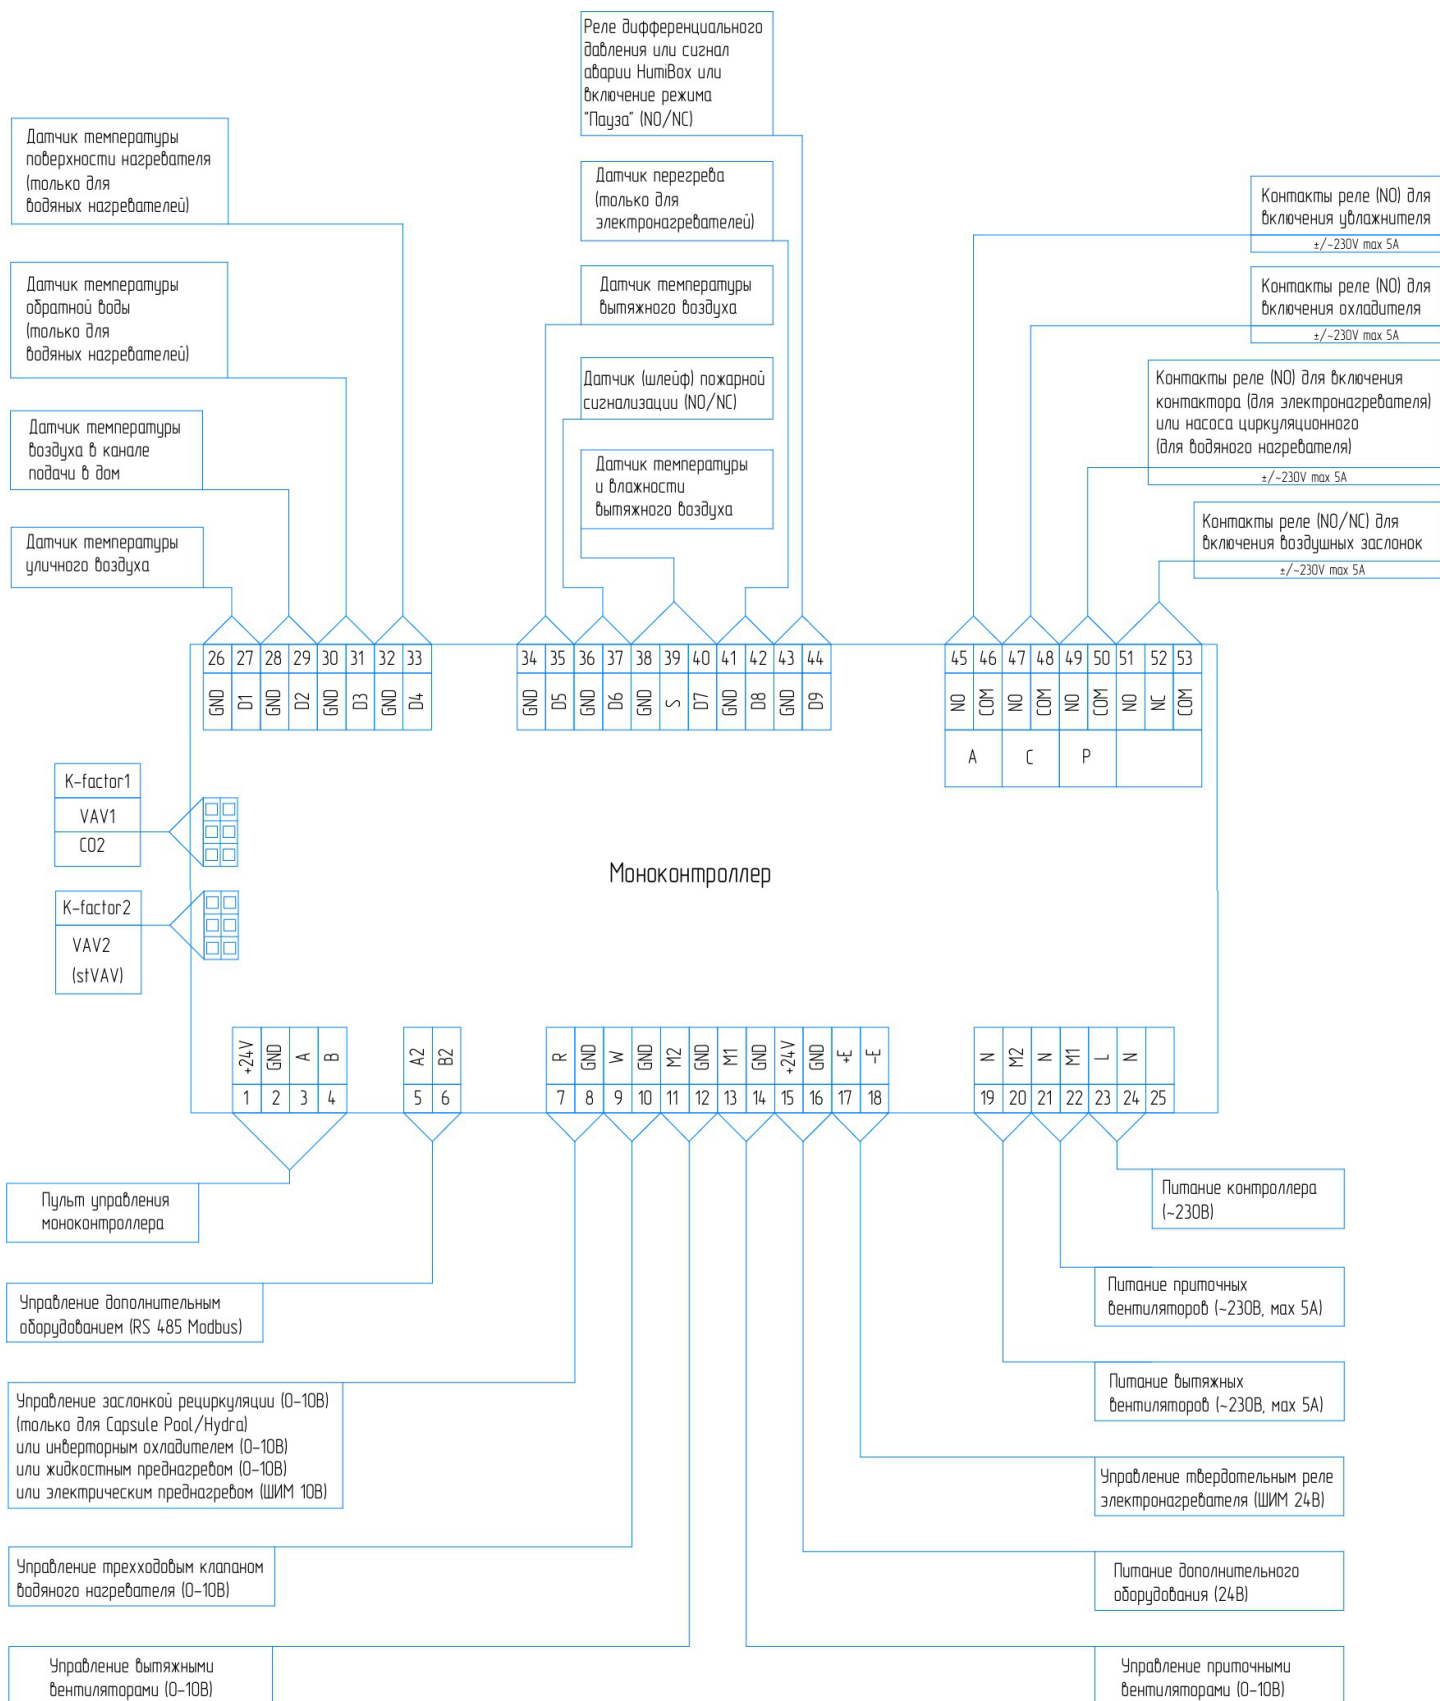 Реле дифференциального
давления или сигнал
аварии HumiBox или
включение режима
"Пауза" (NO/NC)
Датчик температуры
поверхности нагревателя
(только для
водяных нагревателей)
Датчик перегрева
(только для
электронагревателей)
Контакты реле (NO) для
включения увлажнителя
±/~230V max 5A
Датчик температуры
обратной воды
(только для
водяных нагревателей)
Датчик температуры
вытяжного воздуха
Контакты реле (NO) для
включения охладителя
±/~230V max 5A
Датчик (шлейф) пожарной
сигнализации (NO/NC)
Контакты реле (NO) для включения
контактора (для электронагревателя)
или насоса циркуляционного
(для водяного нагревателя)
±/~230V max 5A
Датчик температуры
воздуха в канале
подачи в дом
Датчик температуры
и влажности
вытяжного воздуха
Контакты реле (NO/NC) для
включения воздушных заслонок
±/~230V max 5A
Датчик температуры
уличного воздуха
26 27 28 29 30 31 32 33 34 35 36 37 38 39 40 41 42 43 44 45 46 47 48 49 50 51 52 53
GND D1 GND D2 GND D3 GND D4 GND D5 GND D6 GND S D7 GND D8 GND D9 NO COM NO COM NO COM NO NC COM
A C P
K-factor1
VAV1
CO2
Моноконтроллер
K-factor2
VAV2
(stVAV)
+24V GND A B A2 B2 R GND W GND M2 GND M1 GND +24V GND +E -E N M2 N M1 L N
1 2 3 4 5 6 7 8 9 10 11 12 13 14 15 16 17 18 19 20 21 22 23 24 25
Пульт управления
моноконтроллера
Питание контроллера
(~230В)
Управление дополнительным
оборудованием (RS 485 Modbus)
Питание приточных
вентиляторов (~230В, мах 5А)
Управление заслонкой рециркуляции (0-10В)
(только для Capsule Pool/Hydra)
или инверторным охладителем (0-10В)
или жидкостным преднагревом (0-10В)
или электрическим преднагревом (ШИМ 10В)
Питание вытяжных
вентиляторов (~230В, мах 5А)
Управление твердотельным реле
электронагревателя (ШИМ 24В)
Управление трехходовым клапаном
водяного нагревателя (0-10В)
Питание дополнительного
оборудования (24В)
Управление вытяжными
вентиляторами (0-10В)
Управление приточными
вентиляторами (0-10В)